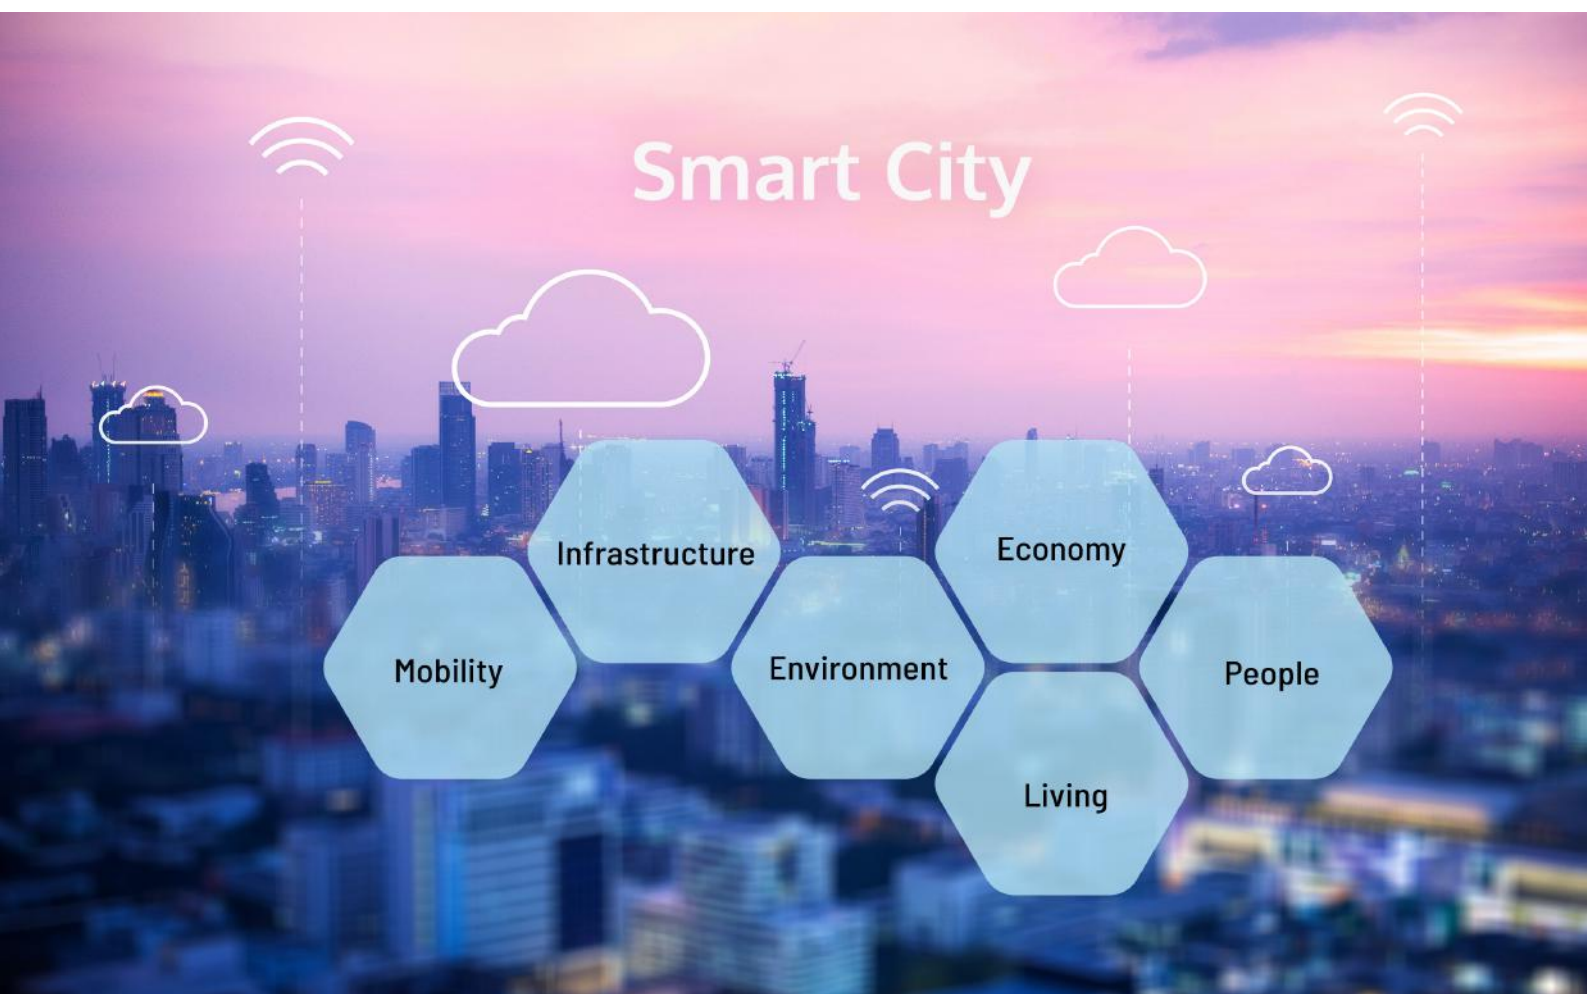 Smart City
Infrastructure
Economy
Mobility
Environment
People
Living